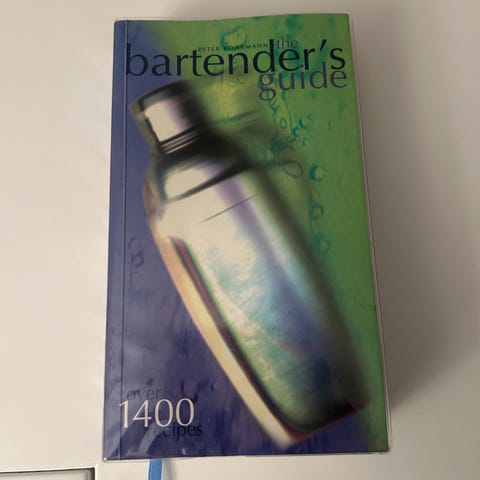 PETER BOHRMANN the
bartender's
guide
over
1400
recipes